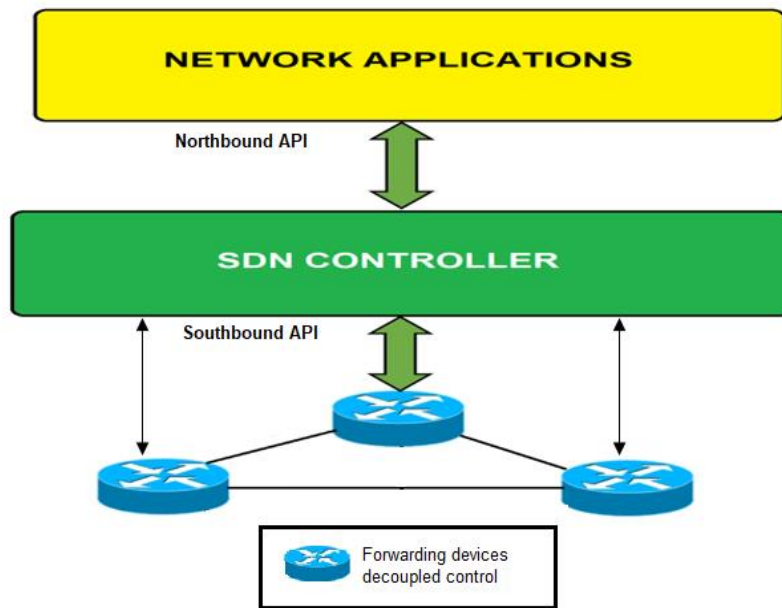 NETWORK APPLICATIONS
Northbound API
SDN CONTROLLER
Southbound API
Forwarding devices
decoupled control